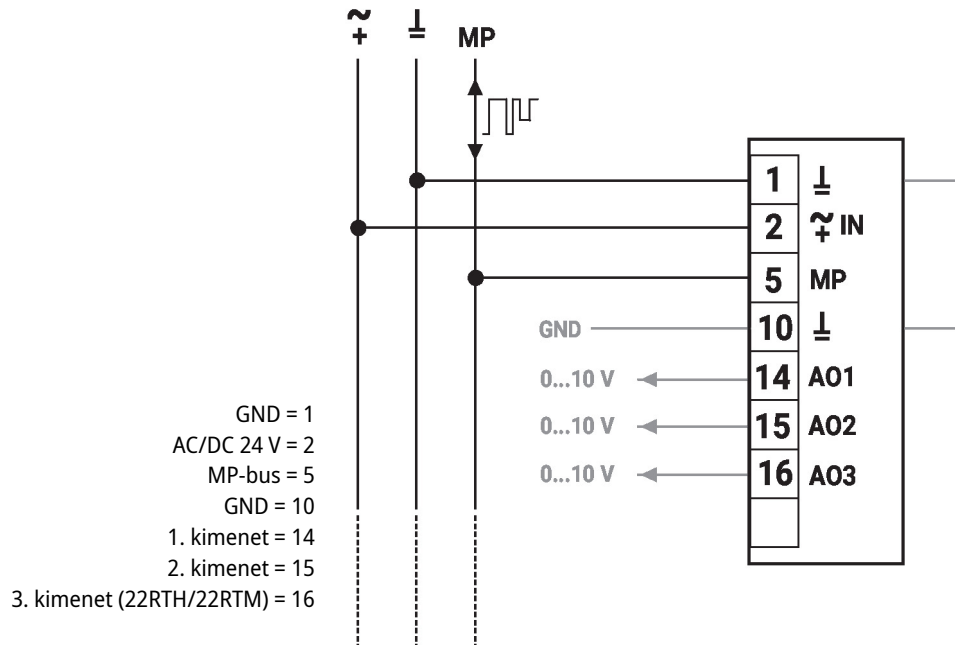 MP
1
2 IN
5 MP
GND 10
0...10 V 14 AO1
0...10 V 15 AO2
0...10 V 16 AO3
GND = 1
AC/DC 24 V = 2
MP-bus = 5
GND = 10
1. kimenet = 14
2. kimenet = 15
3. kimenet (22RTH/22RTM) = 16